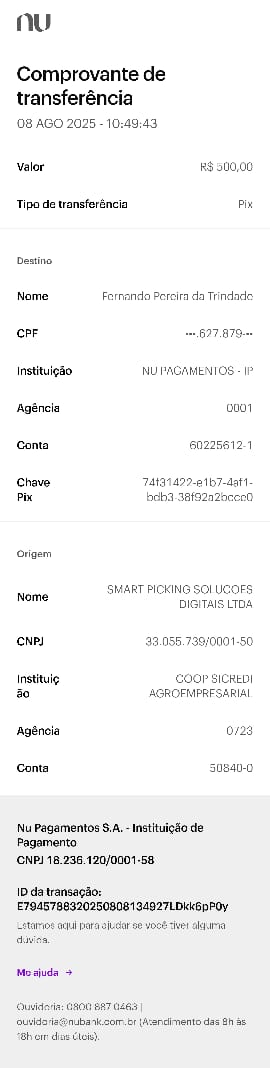 nu
Comprovante de
transferência
08 AGO 2025 - 10:49:43
Valor R$ 500,00
Tipo de transferência Pix
Destino
Nome Fernando Pereira da Trindade
CPF ···.627.879-··
Instituição NU PAGAMENTOS - IP
Agência 0001
Conta 60225612-1
Chave 74f31422-e1b7-4af1-
Pix bdb3-38f92a2bcce0
Origem
Nome SMART PICKING SOLUCOES
DIGITAIS LTDA
CNPJ 33.055.739/0001-50
Instituiç COOP SICREDI
ão AGROEMPRESARIAL
Agência 0723
Conta 50840-0
Nu Pagamentos S.A. - Instituição de
Pagamento
CNPJ 18.236.120/0001-58
ID da transação:
E7945788320250808134927LDkk6pP0y
Estamos aqui para ajudar se você tiver alguma
dúvida.
Me ajuda →
Ouvidoria: 0800 887 0463 |
ouvidoria@nubank.com.br (Atendimento das 8h às
18h em dias úteis).